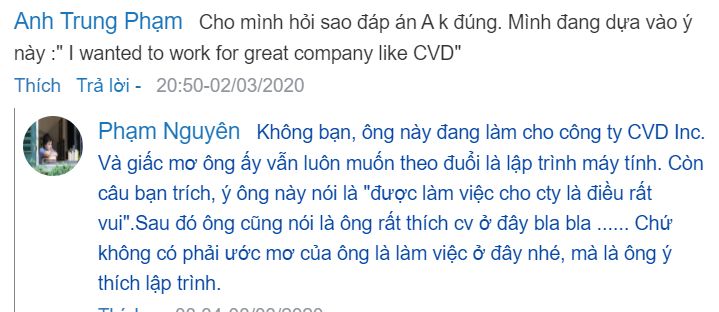 Anh Trung Phạm Cho mình hỏi sao đáp án A k đúng. Mình đang dựa vào ý
này :" I wanted to work for great company like CVD"
Thích Trả lời - 20:50-02/03/2020
Phạm Nguyên Không bạn, ông này đang làm cho công ty CVD Inc.
Và giấc mơ ông ấy vẫn luôn muốn theo đuổi là lập trình máy tính. Còn
câu bạn trích, ý ông này nói là "được làm việc cho cty là điều rất
vui".Sau đó ông cũng nói là ông rất thích cv ở đây bla bla ...... Chứ
không có phải ước mơ của ông là làm việc ở đây nhé, mà là ông ý
thích lập trình.